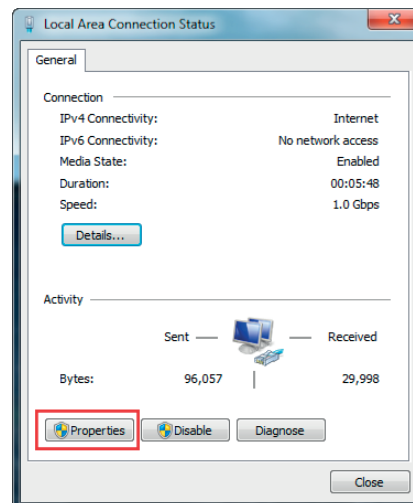 Local Area Connection Status
General
Connection
IPv4 Connectivity: Internet
IPv6 Connectivity: No network access
Media State: Enabled
Duration: 00:05:48
Speed: 1.0 Gbps
Details...
Activity
Sent Received
Bytes: 96,057 29,998
Properties Disable Diagnose
Close